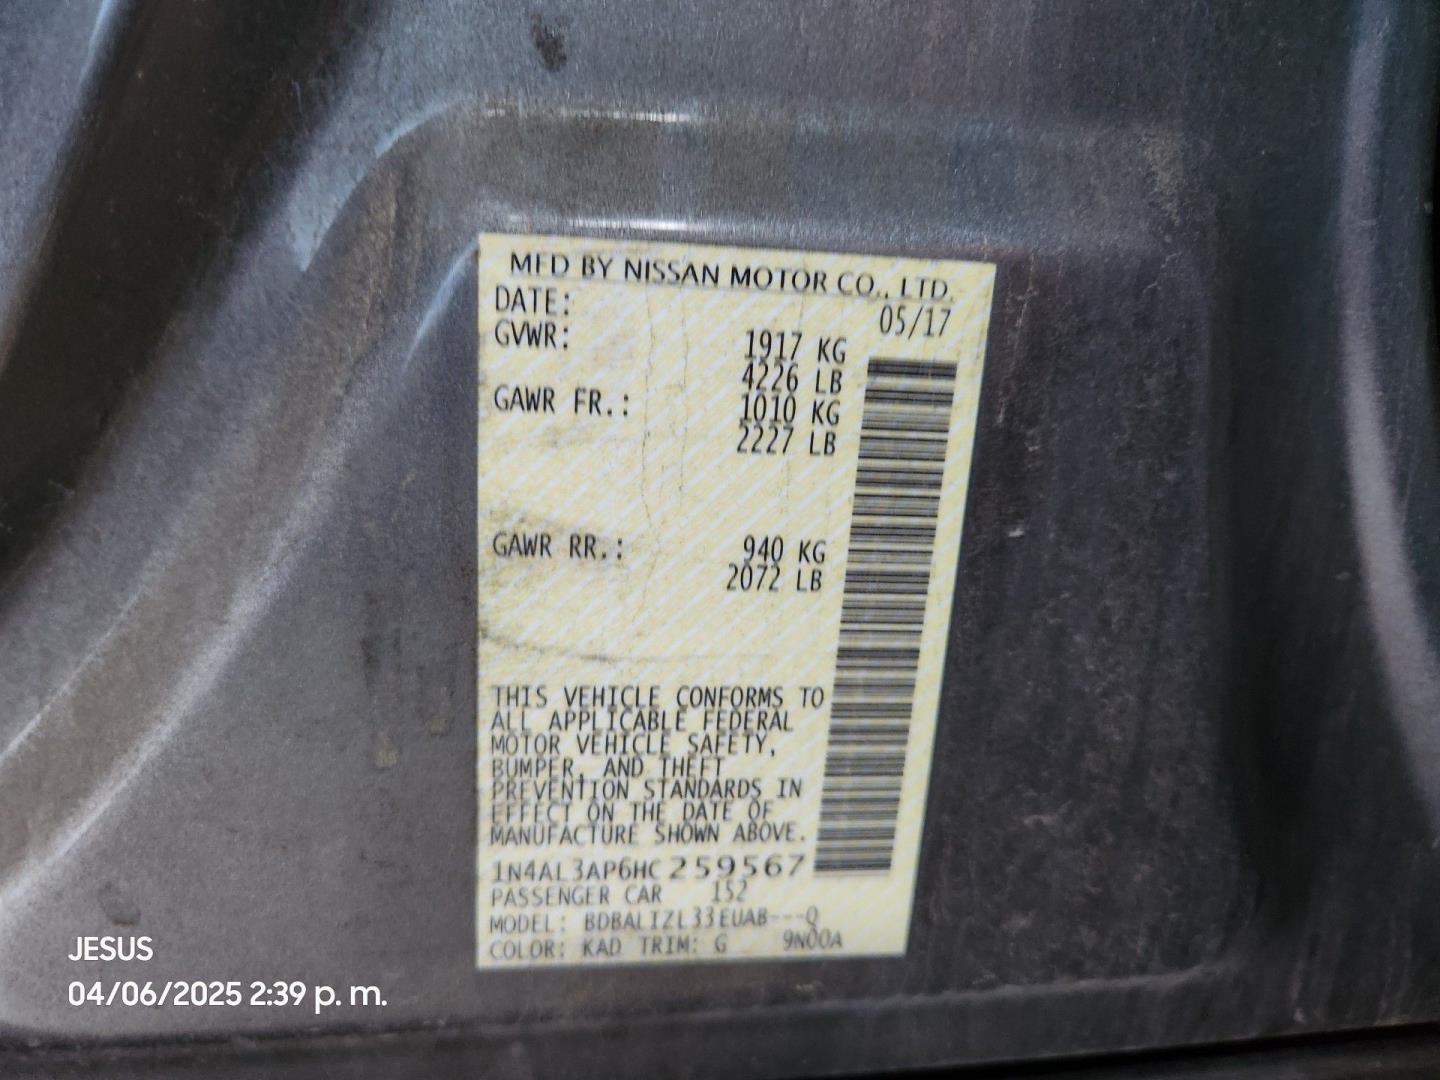 MFD BY NISSAN MOTOR CO., LTD.
DATE: 05/17
GVWR: 1917 KG
4226 LB
GAWR FR.: 1010 KG
2227 LB
GAWR RR.: 940 KG
2072 LB
THIS VEHICLE CONFORMS TO
ALL APPLICABLE FEDERAL
MOTOR VEHICLE SAFETY,
BUMPER, AND THEFT
PREVENTION STANDARDS IN
EFFECT ON THE DATE OF
MANUFACTURE SHOWN ABOVE.
1N4AL3AP6HC259567
PASSENGER CAR 152
MODEL: BDBALIZL33EUAB---Q
COLOR: KAD TRIM: G 9N00A
JESUS
04/06/2025 2:39 p. m.